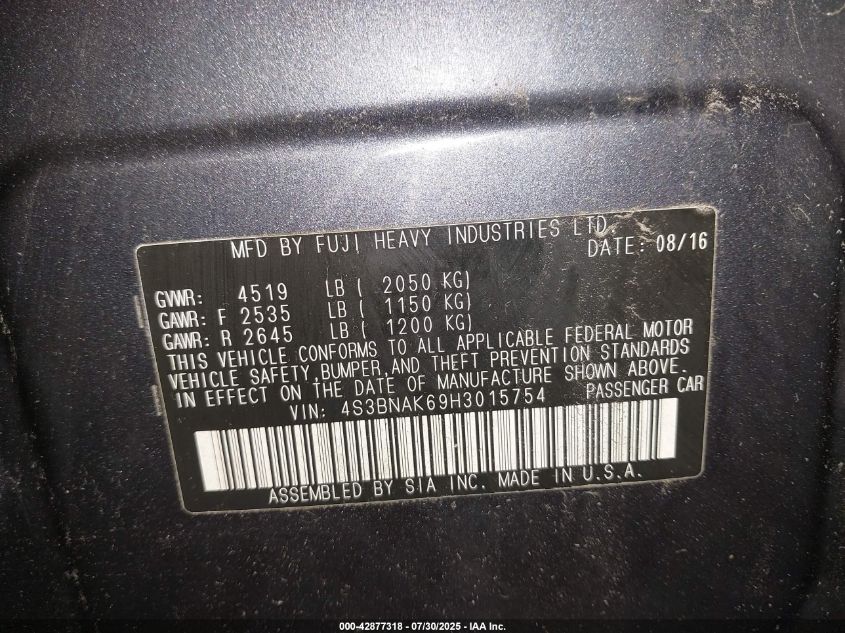 MFD BY FUJI HEAVY INDUSTRIES LTD.
DATE: 08/16
GVWR: 4519 LB ( 2050 KG)
GAWR: F 2535 LB ( 1150 KG)
GAWR: R 2645 LB ( 1200 KG)
THIS VEHICLE CONFORMS TO ALL APPLICABLE FEDERAL MOTOR
VEHICLE SAFETY,BUMPER,AND THEFT PREVENTION STANDARDS
IN EFFECT ON THE DATE OF MANUFACTURE SHOWN ABOVE.
VIN: 4S3BNAK69H3015754 PASSENGER CAR
ASSEMBLED BY SIA INC. MADE IN U.S.A.
000-42877318 - 07/30/2025 - IAA Inc.